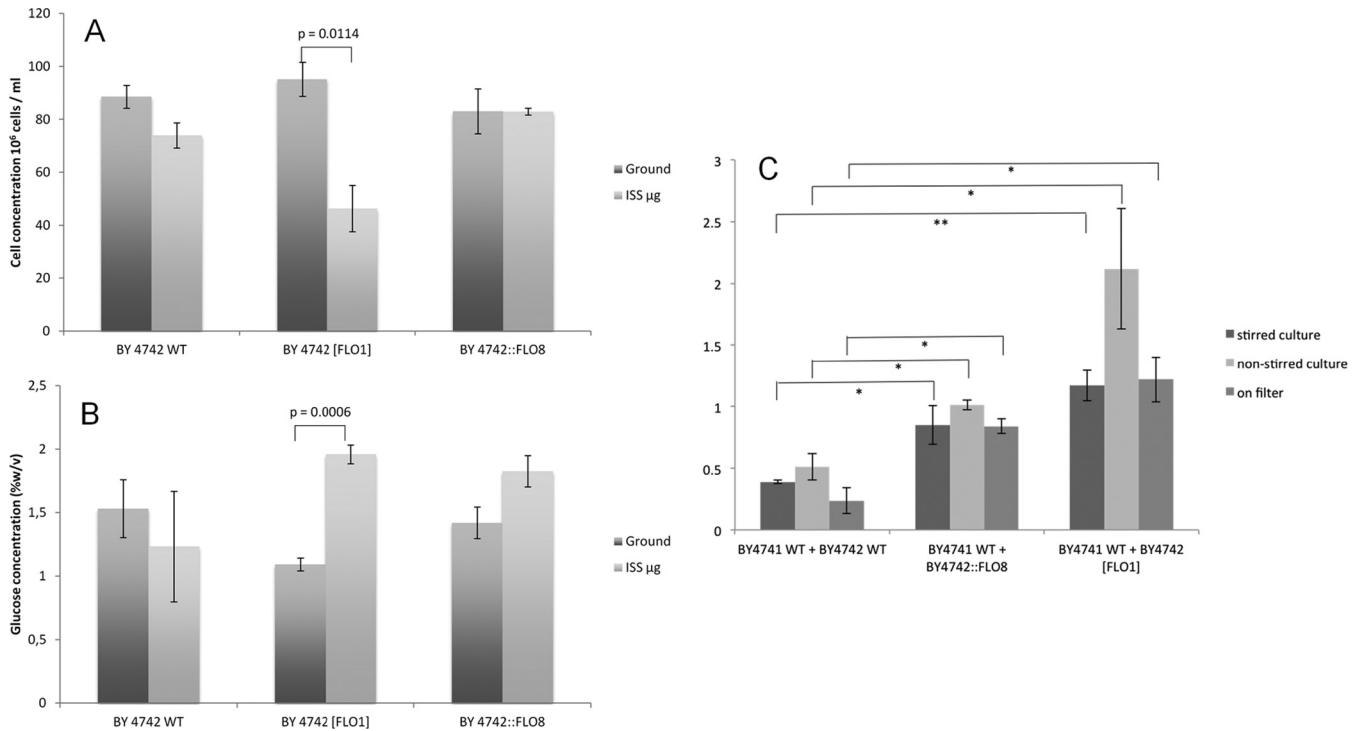 A
p = 0.0114
120
100
80
60
40
20
0
Cell concentration 10⁶ cells / ml
BY 4742 WT
BY 4742 [FLO1]
BY 4742::FLO8
Ground
ISS µg
B
p = 0.0006
2,5
2
1,5
1
0,5
0
Glucose concentration (%w/v)
BY 4742 WT
BY 4742 [FLO1]
BY 4742::FLO8
Ground
ISS µg
C
3
2.5
2
1.5
1
0.5
0
*
*
**
*
*
*
BY4741 WT + BY4742 WT
BY4741 WT +
BY4742::FLO8
BY4741 WT + BY4742
[FLO1]
stirred culture
non-stirred culture
on filter